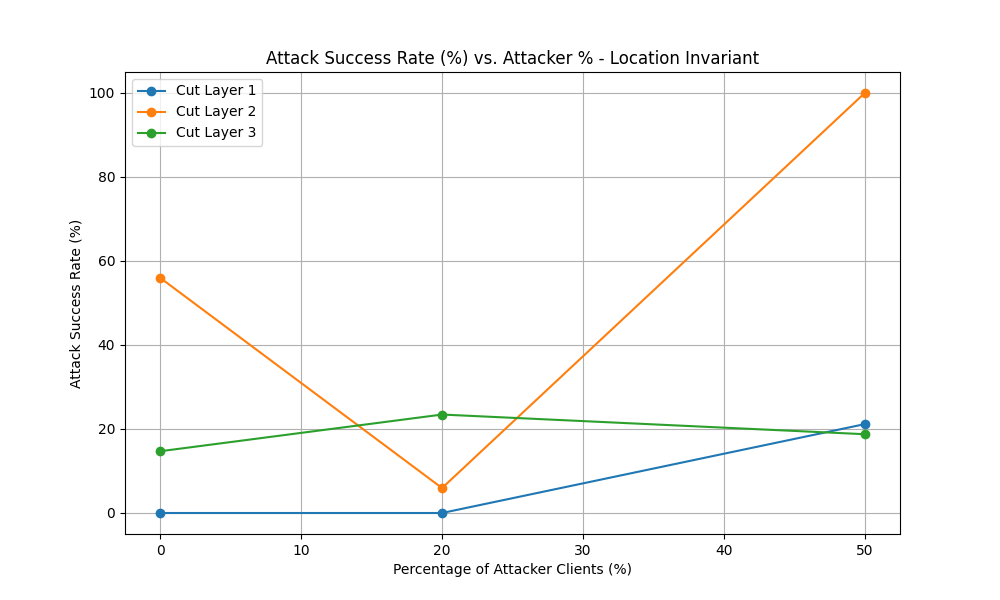 Attack Success Rate (%) vs. Attacker % - Location Invariant
Cut Layer 1
Cut Layer 2
Cut Layer 3
100
80
60
40
20
0
Attack Success Rate (%)
0 10 20 30 40 50
Percentage of Attacker Clients (%)